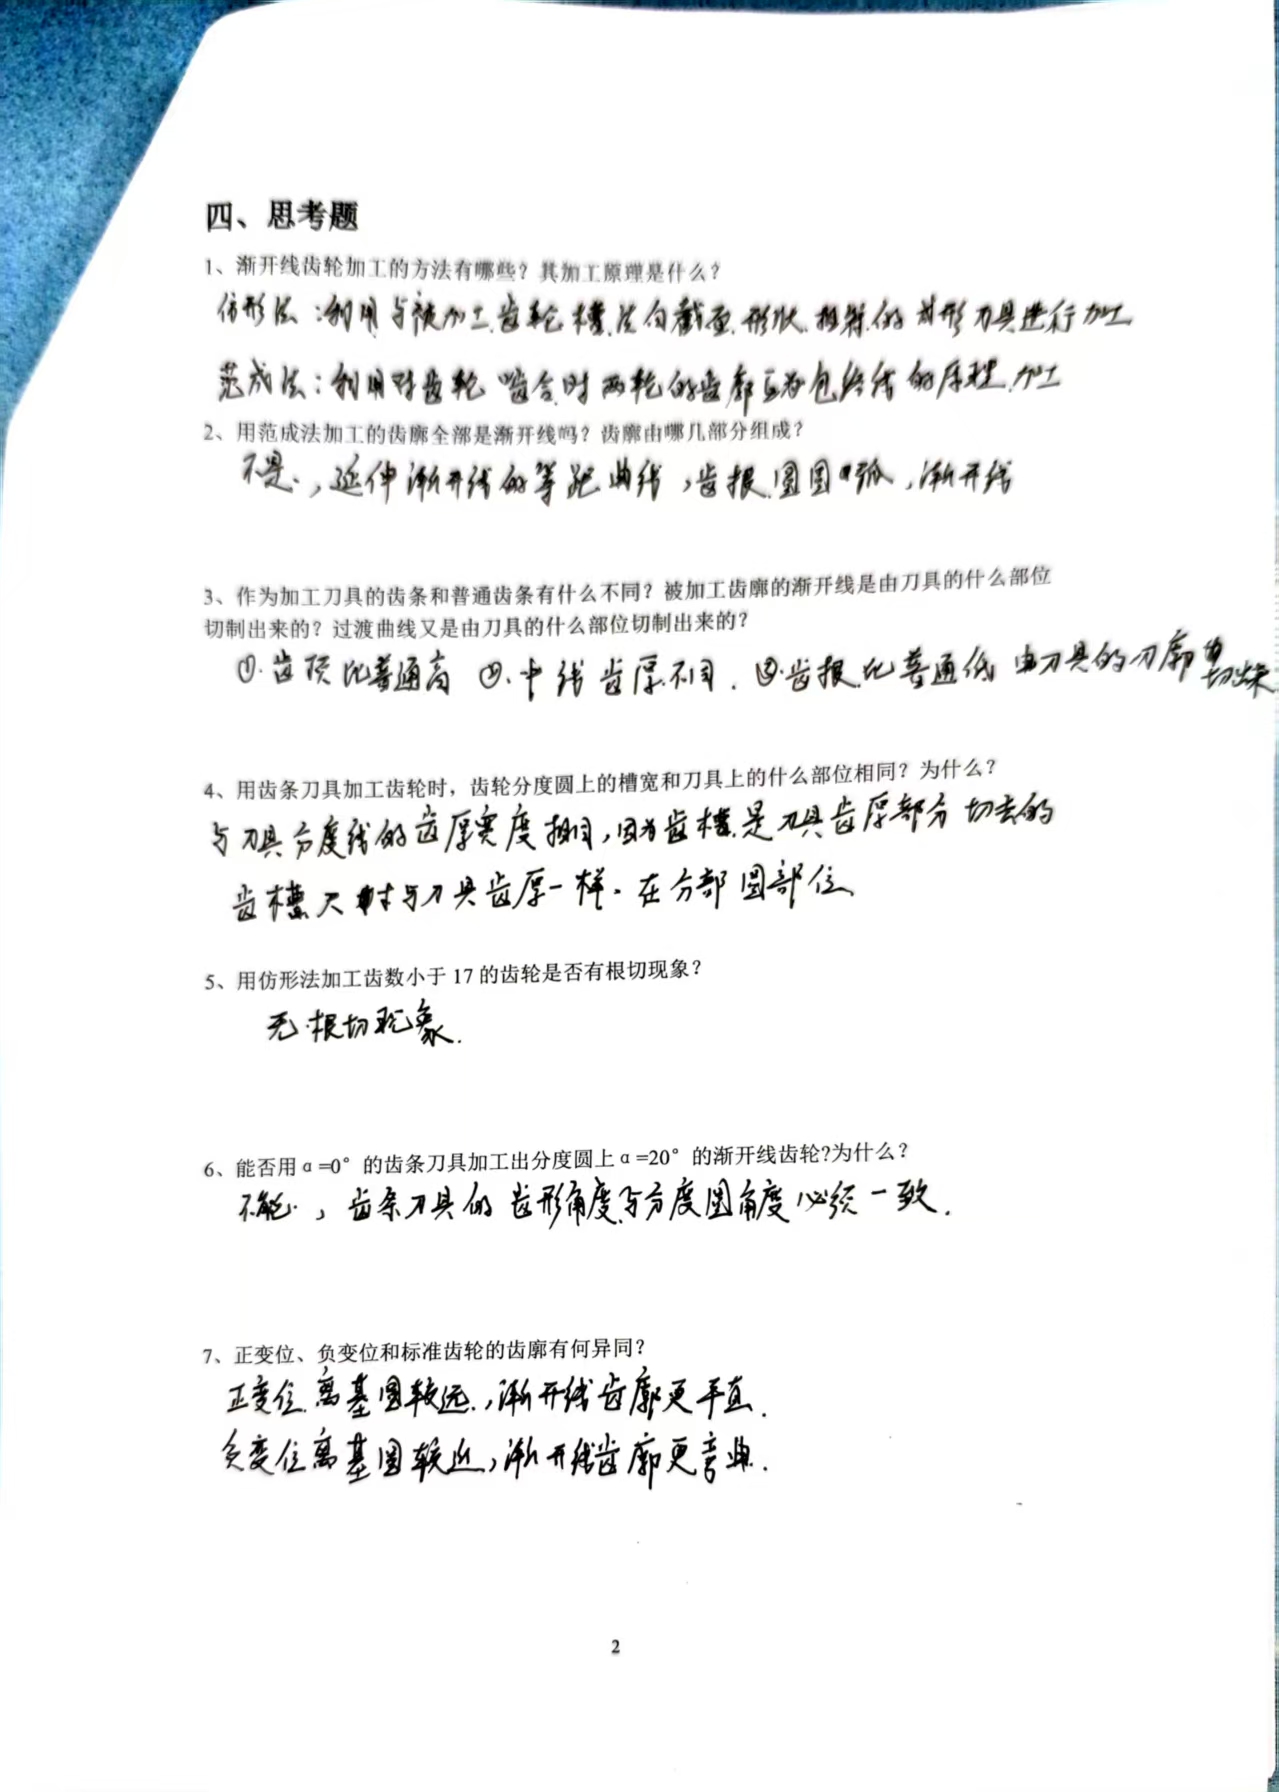 四、思考题
1、渐开线齿轮加工的方法有哪些？其加工原理是什么？
仿形法：利用与被加工齿轮槽法向截面形状相符的成形刀具进行加工
范成法：利用对齿轮啮合时两轮的齿廓互为包络线的原理加工
2、用范成法加工的齿廓全部是渐开线吗？齿廓由哪几部分组成？
不是，延伸渐开线的等距曲线，齿根圆圆弧，渐开线
3、作为加工刀具的齿条和普通齿条有什么不同？被加工齿廓的渐开线是由刀具的什么部位
切制出来的？过渡曲线又是由刀具的什么部位切制出来的？
①.齿顶比普通高 ②.中线齿厚不同. ③齿根比普通低 由刀具的刀廓切出来
4、用齿条刀具加工齿轮时，齿轮分度圆上的槽宽和刀具上的什么部位相同？为什么？
与刀具分度线的齿厚宽度相同，因为齿槽是刀具齿厚部分切去的
齿槽尺寸与刀具齿厚一样。在分部圆部位
5、用仿形法加工齿数小于 17 的齿轮是否有根切现象？
无根切现象.
6、能否用α=0°的齿条刀具加工出分度圆上α=20°的渐开线齿轮?为什么？
不能，齿条刀具的齿形角度与分度圆角度必须一致.
7、正变位、负变位和标准齿轮的齿廓有何异同？
正变位离基圆较远，渐开线齿廓更平直.
负变位离基圆较近，渐开线齿廓更弯曲.
2